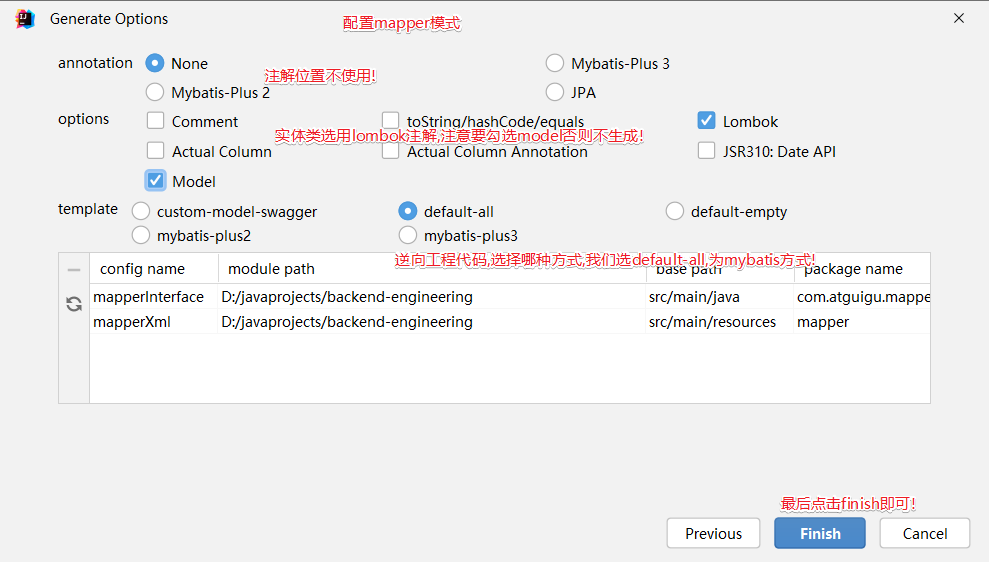 Generate Options
配置mapper模式
annotation None Mybatis-Plus 3
注解位置不使用!
Mybatis-Plus 2 JPA
options Comment toString/hashCode/equals Lombok
实体类选用lombok注解,注意要勾选model否则不生成!
Actual Column Actual Column Annotation JSR310: Date API
Model
template custom-model-swagger default-all default-empty
mybatis-plus2 mybatis-plus3
逆向工程代码,选择哪种方式,我们选default-all,为mybatis方式!
config name module path base path package name
mapperInterface D:/javaprojects/backend-engineering src/main/java com.atguigu.mappe
mapperXml D:/javaprojects/backend-engineering src/main/resources mapper
最后点击finish即可!
Previous Finish Cancel